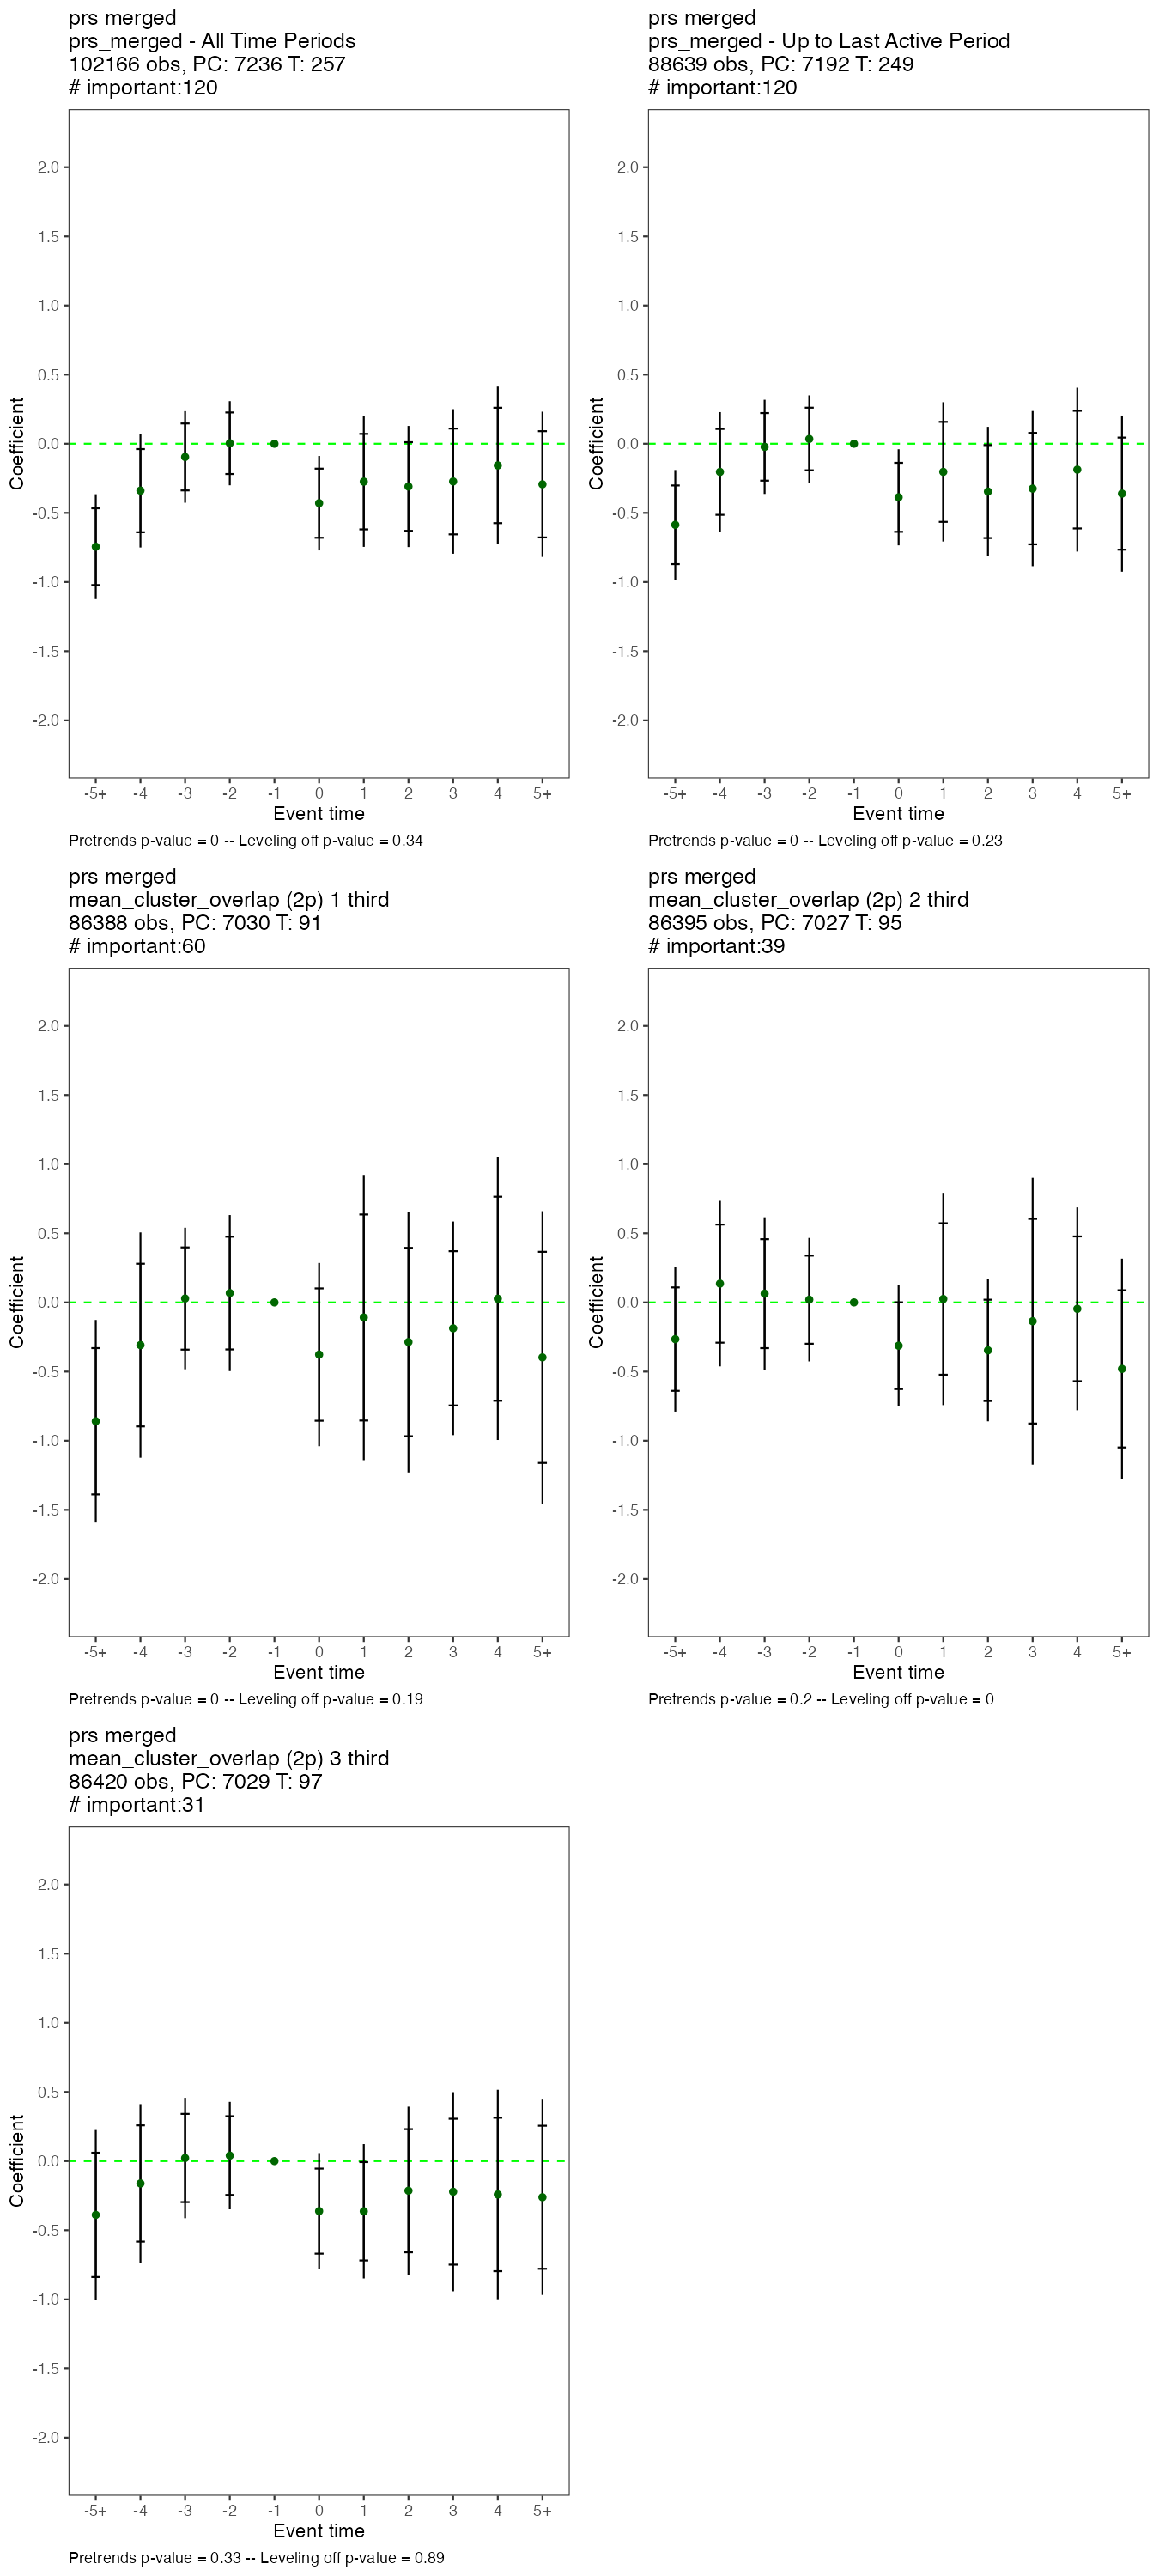 prs merged
prs_merged - All Time Periods
102166 obs, PC: 7236 T: 257
# important:120
2.0
1.5
1.0
0.5
0.0
-0.5
-1.0
-1.5
-2.0
Coefficient
-5+ -4 -3 -2 -1 0 1 2 3 4 5+
Event time
Pretrends p-value = 0 -- Leveling off p-value = 0.34
prs merged
prs_merged - Up to Last Active Period
88639 obs, PC: 7192 T: 249
# important:120
2.0
1.5
1.0
0.5
0.0
-0.5
-1.0
-1.5
-2.0
Coefficient
-5+ -4 -3 -2 -1 0 1 2 3 4 5+
Event time
Pretrends p-value = 0 -- Leveling off p-value = 0.23
prs merged
mean_cluster_overlap (2p) 1 third
86388 obs, PC: 7030 T: 91
# important:60
2.0
1.5
1.0
0.5
0.0
-0.5
-1.0
-1.5
-2.0
Coefficient
-5+ -4 -3 -2 -1 0 1 2 3 4 5+
Event time
Pretrends p-value = 0 -- Leveling off p-value = 0.19
prs merged
mean_cluster_overlap (2p) 2 third
86395 obs, PC: 7027 T: 95
# important:39
2.0
1.5
1.0
0.5
0.0
-0.5
-1.0
-1.5
-2.0
Coefficient
-5+ -4 -3 -2 -1 0 1 2 3 4 5+
Event time
Pretrends p-value = 0.2 -- Leveling off p-value = 0
prs merged
mean_cluster_overlap (2p) 3 third
86420 obs, PC: 7029 T: 97
# important:31
2.0
1.5
1.0
0.5
0.0
-0.5
-1.0
-1.5
-2.0
Coefficient
-5+ -4 -3 -2 -1 0 1 2 3 4 5+
Event time
Pretrends p-value = 0.33 -- Leveling off p-value = 0.89